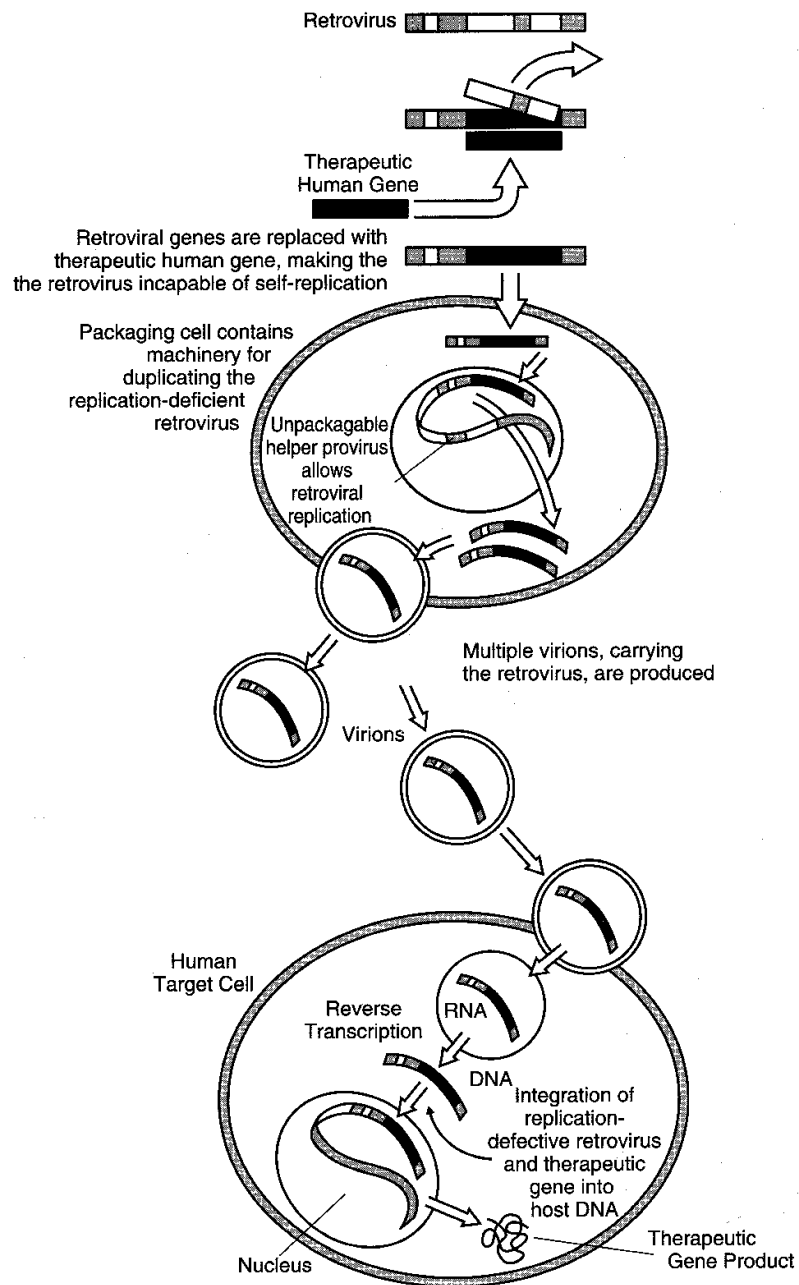 Retrovirus
Therapeutic
Human Gene
Retroviral genes are replaced with
therapeutic human gene, making the
the retrovirus incapable of self-replication
Packaging cell contains
machinery for
duplicating the
replication-deficient
retrovirus
Unpackagable
helper provirus
allows
retroviral
replication
Multiple virions, carrying
the retrovirus, are produced
Virions
Human
Target Cell
RNA
Reverse
Transcription
DNA
Integration of
replication-
defective retrovirus
and therapeutic
gene into
host DNA
Therapeutic
Gene Product
Nucleus